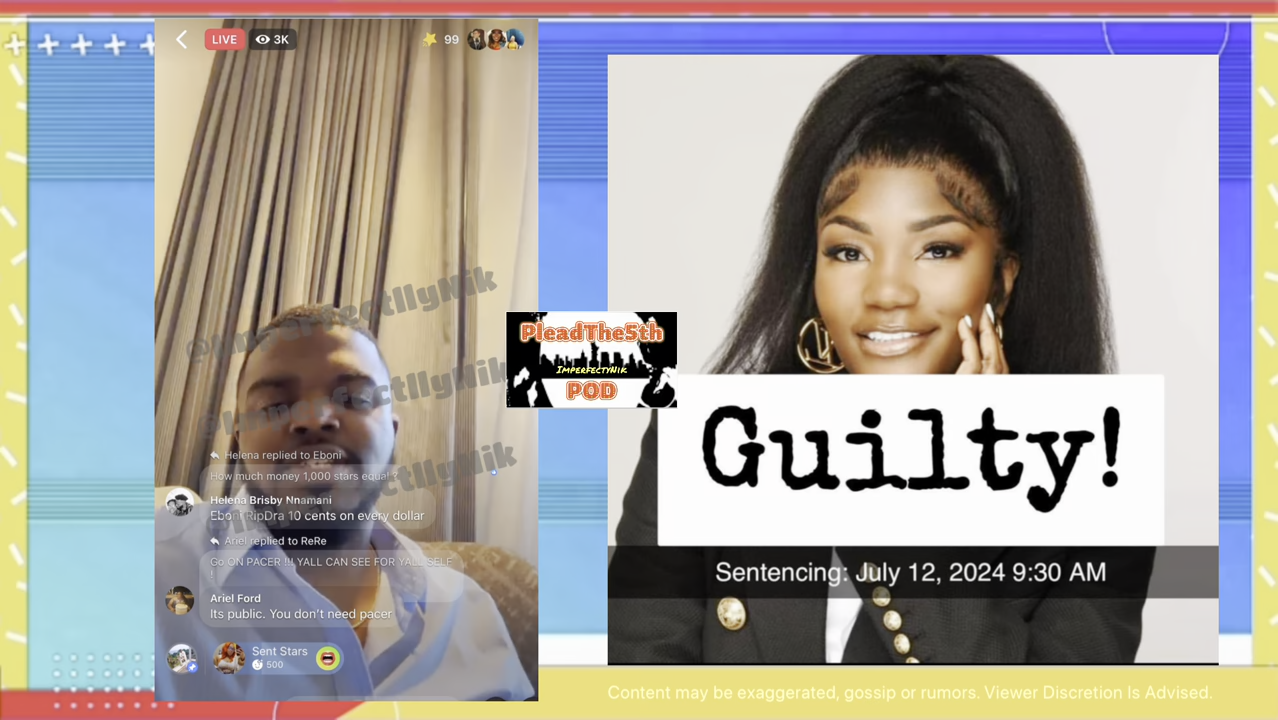 LIVE
3K
99
@ImperfectllyNik
@ImperfectllyNik
PleadThe5th
ImperfectyNik
POD
Helena replied to Eboni
How much money 1,000 stars equal ?
Helena Brisby Nnamani
Eboni RipDra 10 cents on every dollar
Ariel replied to ReRe
Go ON PACER !!! YALL CAN SEE FOR YALL SELF
!
Ariel Ford
Its public. You don't need pacer
Sent Stars
500
Guilty!
Sentencing: July 12, 2024 9:30 AM
Content may be exaggerated, gossip or rumors. Viewer Discretion Is Advised.